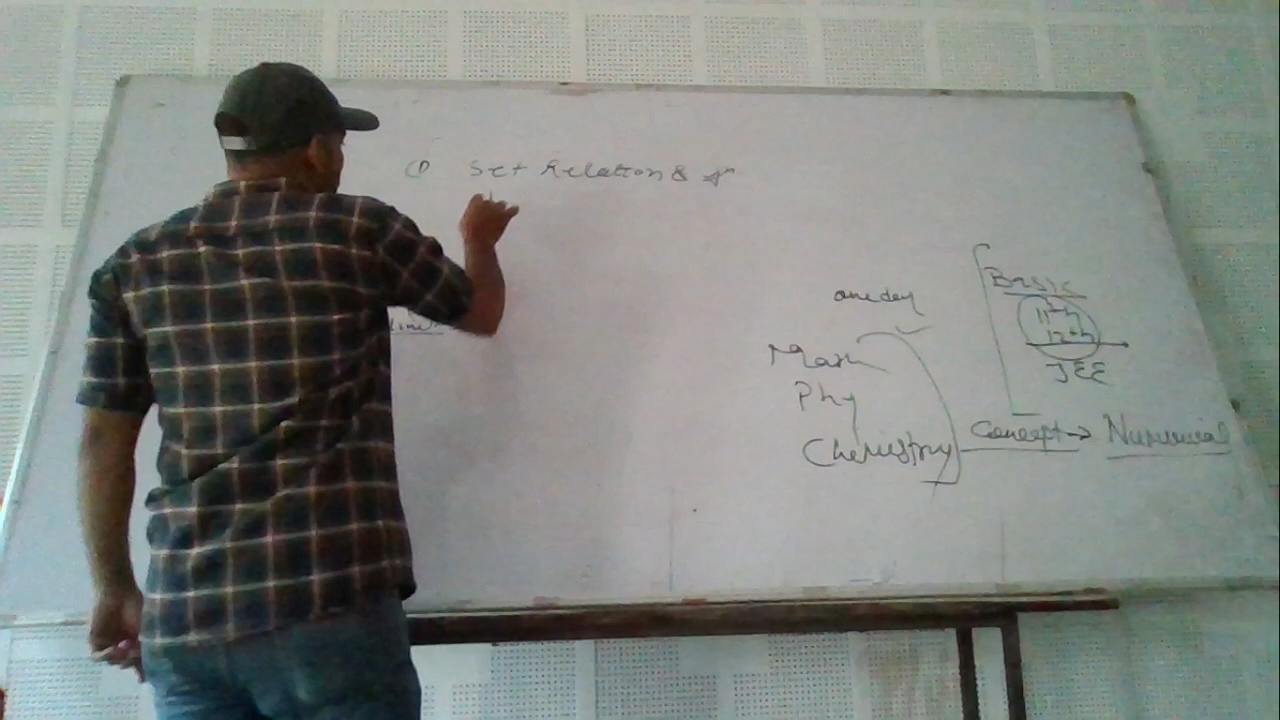 ① Set Relation &
one day
Math
Phy
Chemistry
Basic
11th
12th
JEE
Concept → Numerical